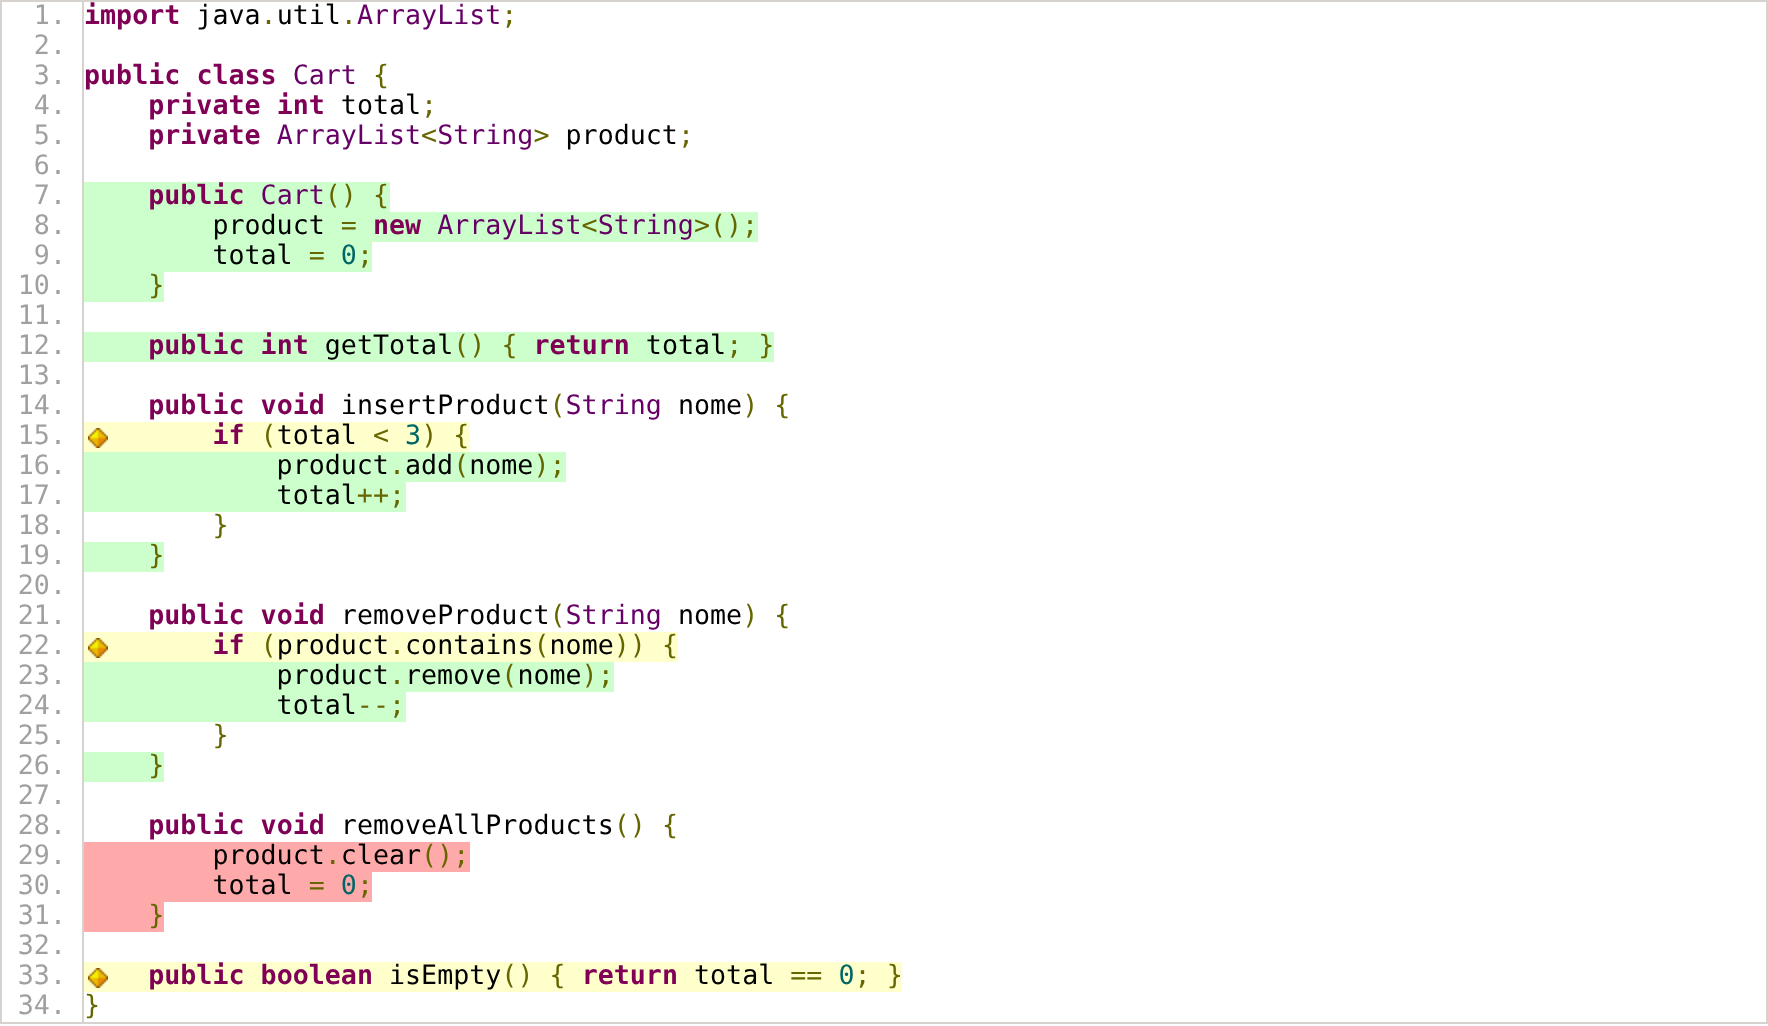 1. import java.util.ArrayList;
2.
3. public class Cart {
4.     private int total;
5.     private ArrayList<String> product;
6.
7.     public Cart() {
8.         product = new ArrayList<String>();
9.         total = 0;
10.     }
11.
12.     public int getTotal() { return total; }
13.
14.     public void insertProduct(String nome) {
15.         if (total < 3) {
16.             product.add(nome);
17.             total++;
18.         }
19.     }
20.
21.     public void removeProduct(String nome) {
22.         if (product.contains(nome)) {
23.             product.remove(nome);
24.             total--;
25.         }
26.     }
27.
28.     public void removeAllProducts() {
29.         product.clear();
30.         total = 0;
31.     }
32.
33.     public boolean isEmpty() { return total == 0; }
34. }